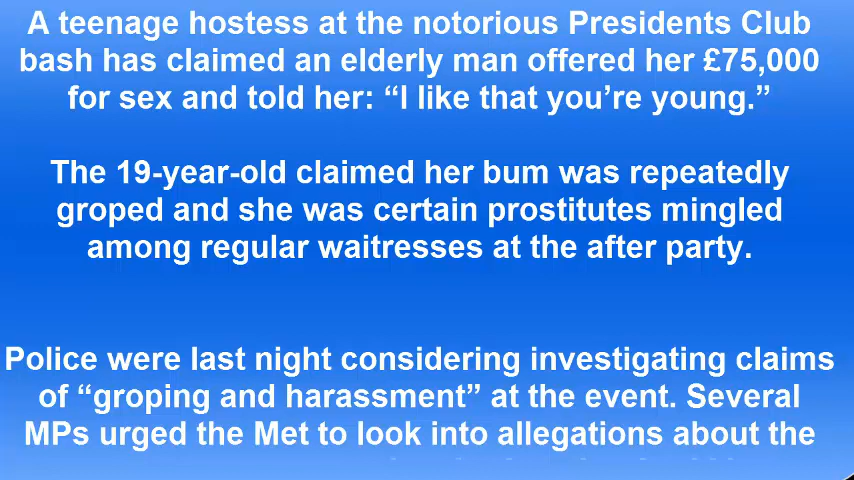 A teenage hostess at the notorious Presidents Club
bash has claimed an elderly man offered her £75,000
for sex and told her: “I like that you’re young.”
The 19-year-old claimed her bum was repeatedly
groped and she was certain prostitutes mingled
among regular waitresses at the after party.
Police were last night considering investigating claims
of “groping and harassment” at the event. Several
MPs urged the Met to look into allegations about the